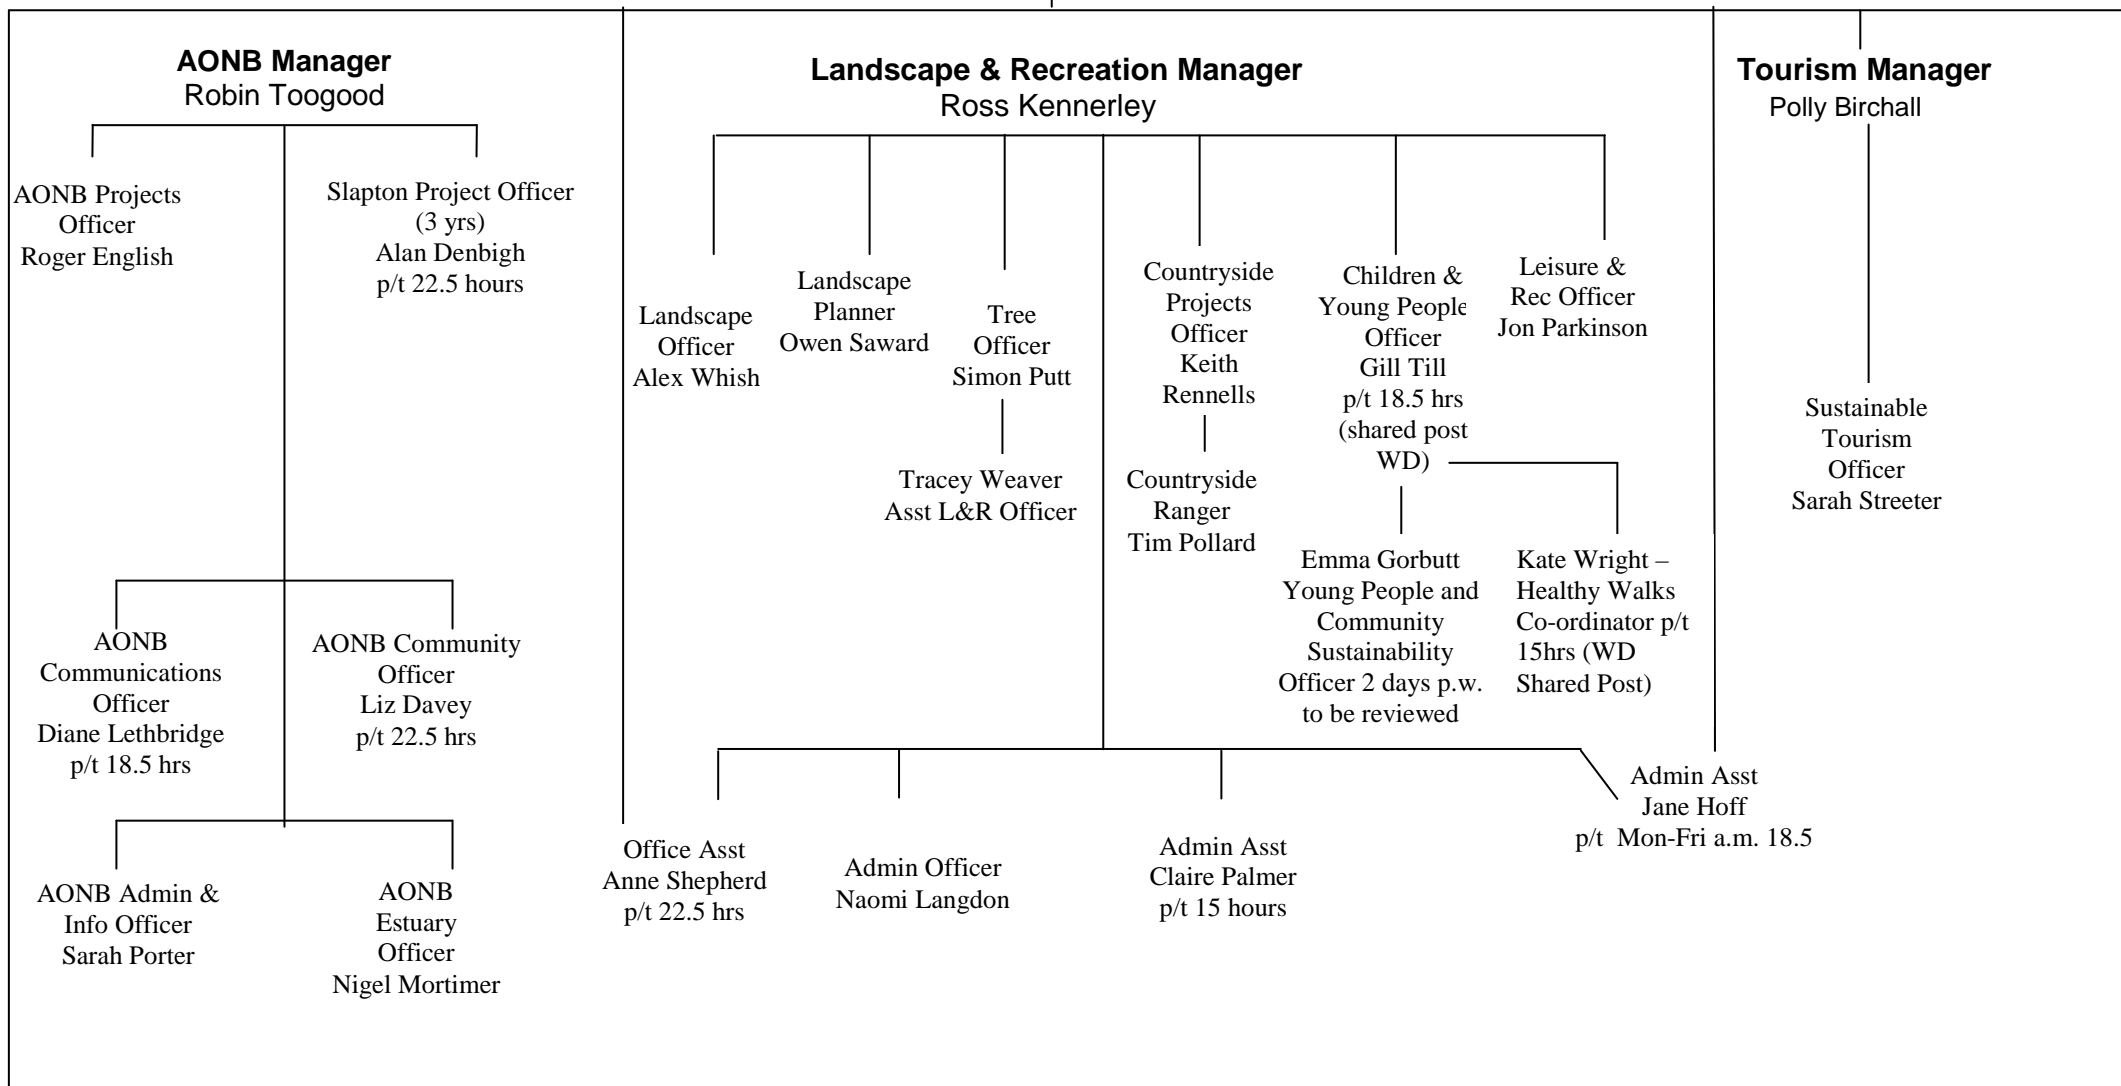 AONB Manager
Robin Toogood
AONB Projects
Officer
Roger English
Slapton Project Officer
(3 yrs)
Alan Denbigh
p/t 22.5 hours
AONB
Communications
Officer
Diane Lethbridge
p/t 18.5 hrs
AONB Community
Officer
Liz Davey
p/t 22.5 hrs
AONB Admin &
Info Officer
Sarah Porter
AONB
Estuary
Officer
Nigel Mortimer
Landscape & Recreation Manager
Ross Kennerley
Landscape
Officer
Alex Whish
Landscape
Planner
Owen Saward
Tree
Officer
Simon Putt
Tracey Weaver
Asst L&R Officer
Countryside
Projects
Officer
Keith
Rennells
Countryside
Ranger
Tim Pollard
Children &
Young People
Officer
Gill Till
p/t 18.5 hrs
(shared post
WD)
Emma Gorbutt
Young People and
Community
Sustainability
Officer 2 days p.w.
to be reviewed
Kate Wright –
Healthy Walks
Co-ordinator p/t
15hrs (WD
Shared Post)
Leisure &
Rec Officer
Jon Parkinson
Office Asst
Anne Shepherd
p/t 22.5 hrs
Admin Officer
Naomi Langdon
Admin Asst
Claire Palmer
p/t 15 hours
Admin Asst
Jane Hoff
p/t Mon-Fri a.m. 18.5
Tourism Manager
Polly Birchall
Sustainable
Tourism
Officer
Sarah Streeter